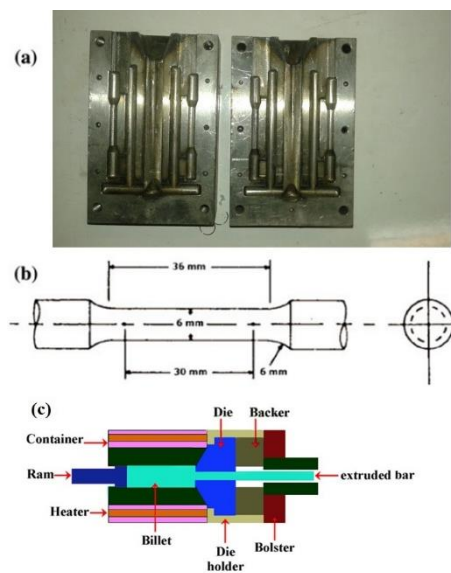 (a)
(b)
36 mm
6 mm
30 mm
6 mm
(c)
Die
Backer
Container
Ram
extruded bar
Heater
Billet
Die
holder
Bolster